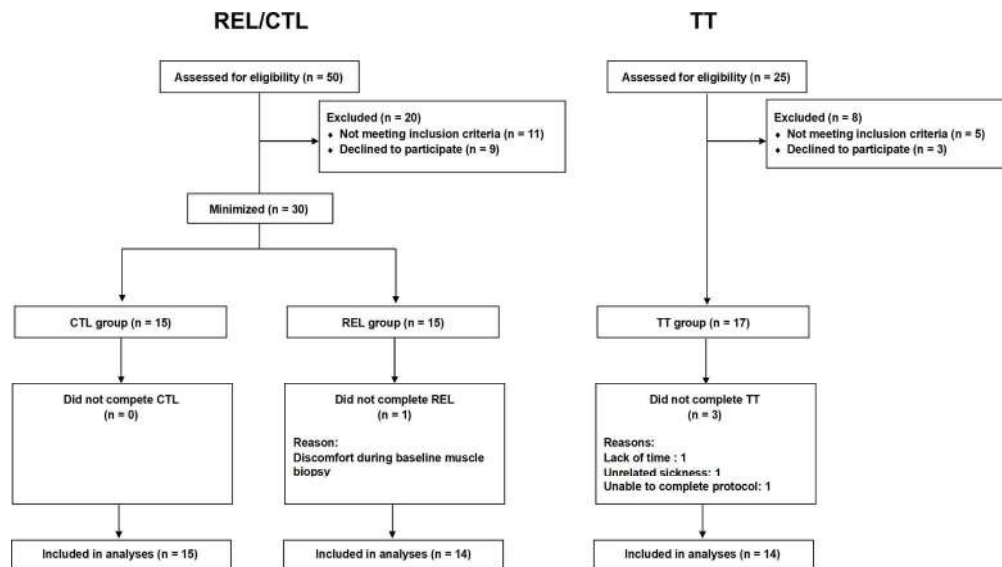 REL/CTL
Assessed for eligibility (n = 50)
Excluded (n = 20)
♦ Not meeting inclusion criteria (n = 11)
♦ Declined to participate (n = 9)
Minimized (n = 30)
CTL group (n = 15)
REL group (n = 15)
Did not compete CTL
(n = 0)
Did not complete REL
(n = 1)
Reason:
Discomfort during baseline muscle
biopsy
Included in analyses (n = 15)
Included in analyses (n = 14)
TT
Assessed for eligibility (n = 25)
Excluded (n = 8)
♦ Not meeting inclusion criteria (n = 5)
♦ Declined to participate (n = 3)
TT group (n = 17)
Did not complete TT
(n = 3)
Reasons:
Lack of time : 1
Unrelated sickness: 1
Unable to complete protocol: 1
Included in analyses (n = 14)